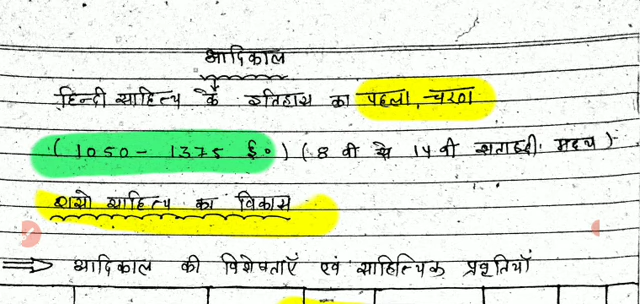 आदिकाल
हिन्दी साहित्य के इतिहास का पहला चरण
( 1050 - 1375 ई० ) ( 8 वी से 14 वी शताब्दी मध्य )
रासो साहित्य का विकास
⇒ आदिकाल की विशेषताएँ एवं साहित्यिक प्रवृतियाँ